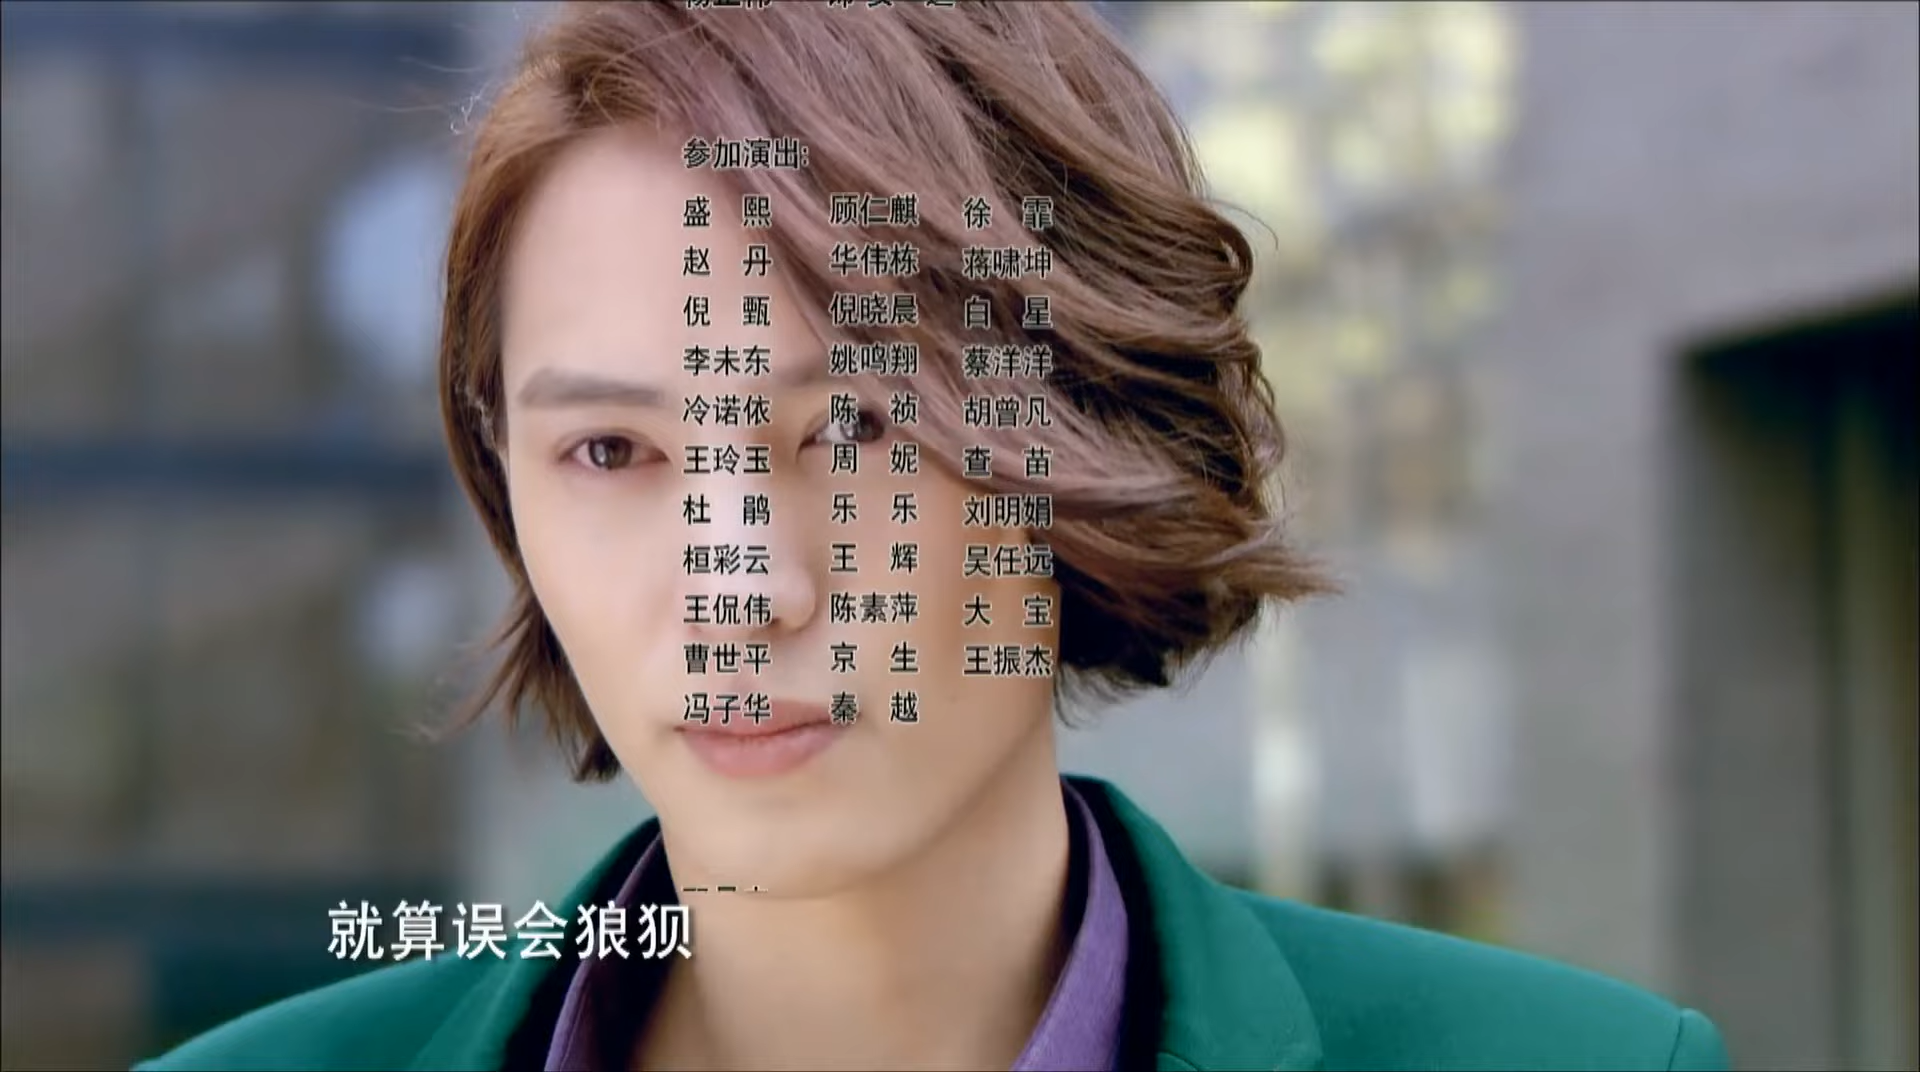 参加演出:
盛 熙 顾仁麒 徐 霏
赵 丹 华伟栋 蒋啸坤
倪 甄 倪晓晨 白 星
李未东 姚鸣翔 蔡洋洋
冷诺依 陈 祯 胡曾凡
王玲玉 周 妮 查 苗
杜 鹃 乐 乐 刘明娟
桓彩云 王 辉 吴任远
王侃伟 陈素萍 大 宝
曹世平 京 生 王振杰
冯子华 秦 越
就算误会狼狈